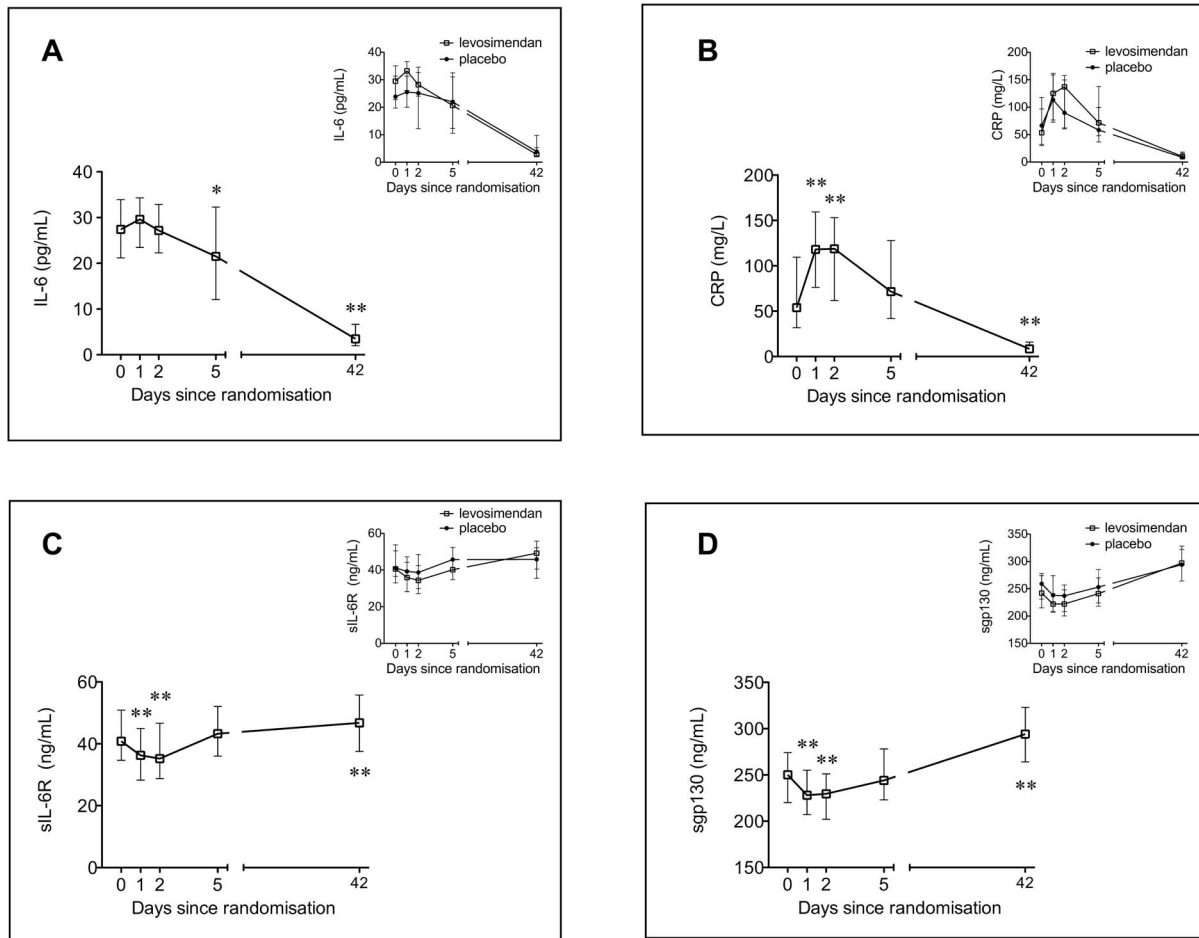 A
levosimendan
placebo
IL-6 (pg/mL)
40
30
20
10
0
0 1 2 5 42
Days since randomisation
IL-6 (pg/mL)
40
30
20
10
0
*
**
0 1 2 5 42
Days since randomisation
B
levosimendan
placebo
CRP (mg/L)
200
150
100
50
0
0 1 2 5 42
Days since randomisation
CRP (mg/L)
200
150
100
50
0
**
**
**
0 1 2 5 42
Days since randomisation
C
levosimendan
placebo
sIL-6R (ng/mL)
60
40
20
0
0 1 2 5 42
Days since randomisation
sIL-6R (ng/mL)
60
40
20
0
**
**
**
0 1 2 5 42
Days since randomisation
D
levosimendan
placebo
sgp130 (ng/mL)
350
300
250
200
150
0 1 2 5 42
Days since randomisation
sgp130 (ng/mL)
350
300
250
200
150
**
**
**
0 1 2 5 42
Days since randomisation